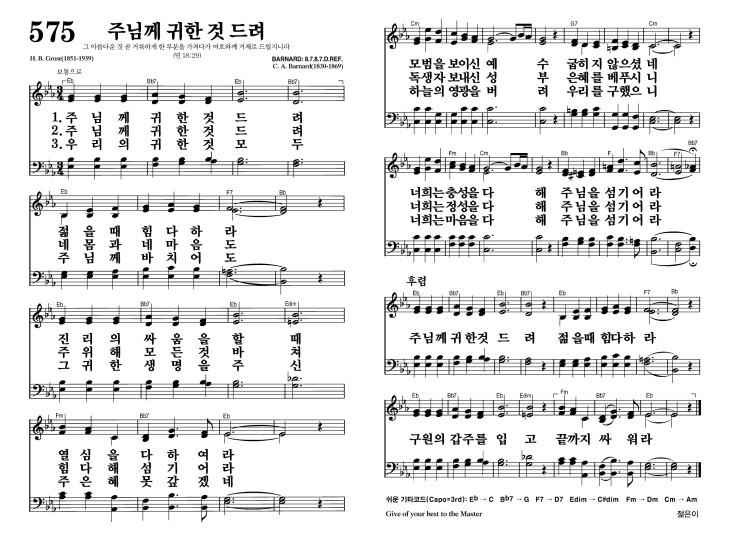 575 주님께 귀한 것 드려
그 아름다운 것 곧 거룩하게 한 부분을 가져다가 여호와께 거제로 드릴지니라
(민 18:29)
H. B. Grose(1851-1939)
BARNARD: 8.7.8.7.D.REF.
C. A. Barnard(1830-1869)
보통으로
Eb Bb7 Eb Bb7 Eb Bb Eb
1. 주 님 께 귀 한 것 드 려
2. 주 님 께 귀 한 것 드 려
3. 우 리 의 귀 한 것 모 두
Eb F7 Bb
젊 을 때 힘 다 하 라
네 몸 과 네 마 음 도
주 님 께 바 치 어 도
Eb Bb7 Eb Edim
진 리 의 싸 움 을 할 때
주 위 해 모 든 것 바 쳐
그 귀 한 생 명 을 주 신
Fm Bb7 Eb
열 심 을 다 하 여 라
힘 다 해 섬 기 어 라
주 은 혜 못 갚 겠 네
Cm G7 Cm
모범을 보이신 예 수 굽히 지 않으셨 네
독생자 보내신 성 부 은혜를 베푸시 니
하늘의 영광을 버 려 우리를 구했으 니
Fm Cm Bb F Bb F7 Bb7
너희는 충성을 다 해 주님을 섬기어 라
너희는 정성을 다 해 주님을 섬기어 라
너희는 마음을 다 해 주님을 섬기어 라
후렴
Eb Bb7 Eb Bb7 Eb F7 Bb
주님께 귀한것 드 려 젊을때 힘다하 라
Eb Bb7 Eb Edim Fm Bb7 Eb
구원의 갑주를 입 고 끝까지 싸 워라
쉬운 기타코드(Capo=3rd): Eb → C Bb7 → G F7 → D7 Edim → C#dim Fm → Dm Cm → Am
Give of your best to the Master
젊은이